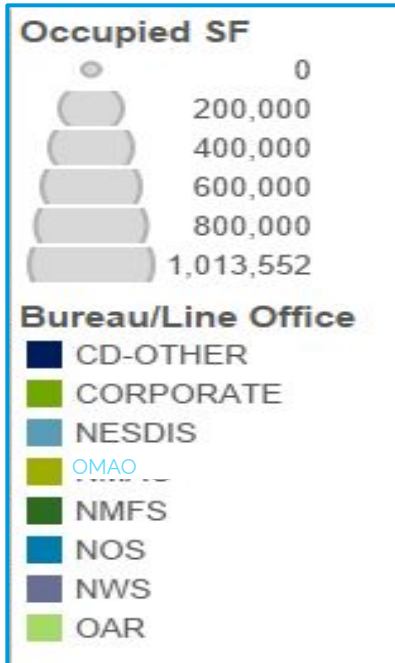 Occupied SF
0
200,000
400,000
600,000
800,000
1,013,552
Bureau/Line Office
CD-OTHER
CORPORATE
NESDIS
OMAO
NMFS
NOS
NWS
OAR